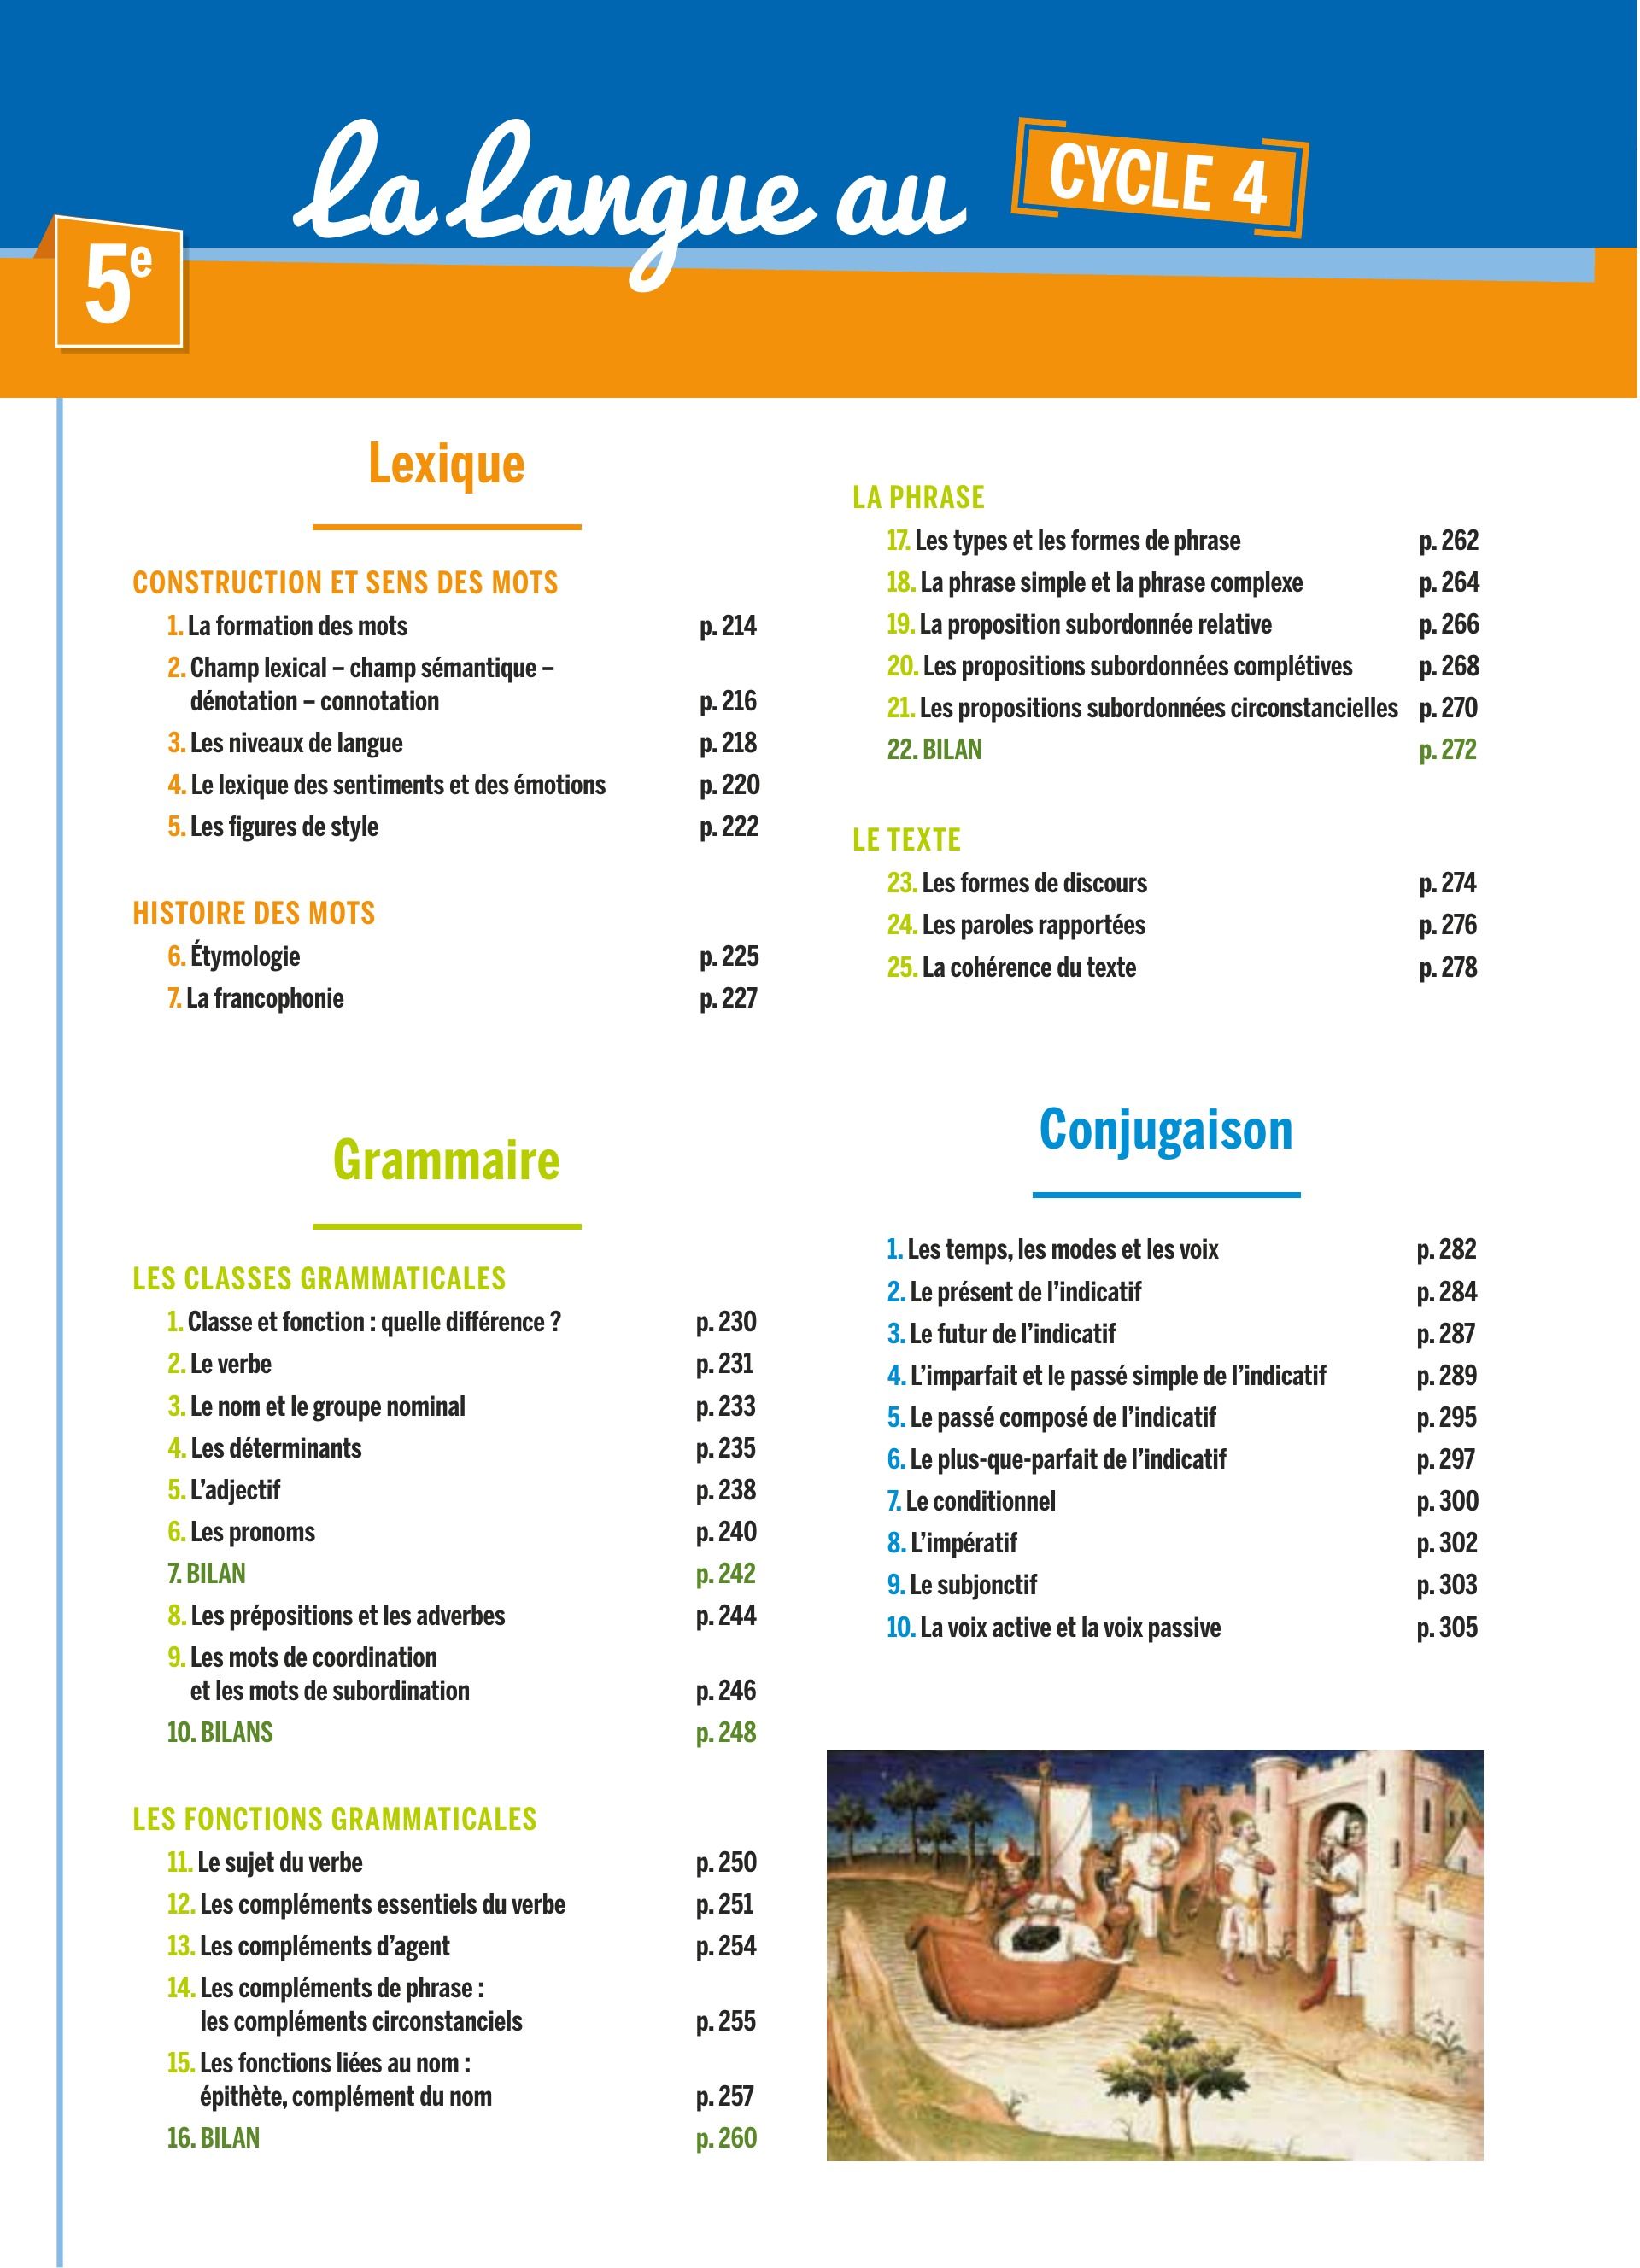 La Langue au CYCLE 4
5e
Lexique
CONSTRUCTION ET SENS DES MOTS
1. La formation des mots p. 214
2. Champ lexical – champ sémantique –
dénotation – connotation p. 216
3. Les niveaux de langue p. 218
4. Le lexique des sentiments et des émotions p. 220
5. Les figures de style p. 222
HISTOIRE DES MOTS
6. Étymologie p. 225
7. La francophonie p. 227
Grammaire
LES CLASSES GRAMMATICALES
1. Classe et fonction : quelle différence ? p. 230
2. Le verbe p. 231
3. Le nom et le groupe nominal p. 233
4. Les déterminants p. 235
5. L’adjectif p. 238
6. Les pronoms p. 240
7. BILAN p. 242
8. Les prépositions et les adverbes p. 244
9. Les mots de coordination
et les mots de subordination p. 246
10. BILANS p. 248
LES FONCTIONS GRAMMATICALES
11. Le sujet du verbe p. 250
12. Les compléments essentiels du verbe p. 251
13. Les compléments d’agent p. 254
14. Les compléments de phrase :
les compléments circonstanciels p. 255
15. Les fonctions liées au nom :
épithète, complément du nom p. 257
16. BILAN p. 260
LA PHRASE
17. Les types et les formes de phrase p. 262
18. La phrase simple et la phrase complexe p. 264
19. La proposition subordonnée relative p. 266
20. Les propositions subordonnées complétives p. 268
21. Les propositions subordonnées circonstancielles p. 270
22. BILAN p. 272
LE TEXTE
23. Les formes de discours p. 274
24. Les paroles rapportées p. 276
25. La cohérence du texte p. 278
Conjugaison
1. Les temps, les modes et les voix p. 282
2. Le présent de l’indicatif p. 284
3. Le futur de l’indicatif p. 287
4. L’imparfait et le passé simple de l’indicatif p. 289
5. Le passé composé de l’indicatif p. 295
6. Le plus-que-parfait de l’indicatif p. 297
7. Le conditionnel p. 300
8. L’impératif p. 302
9. Le subjonctif p. 303
10. La voix active et la voix passive p. 305